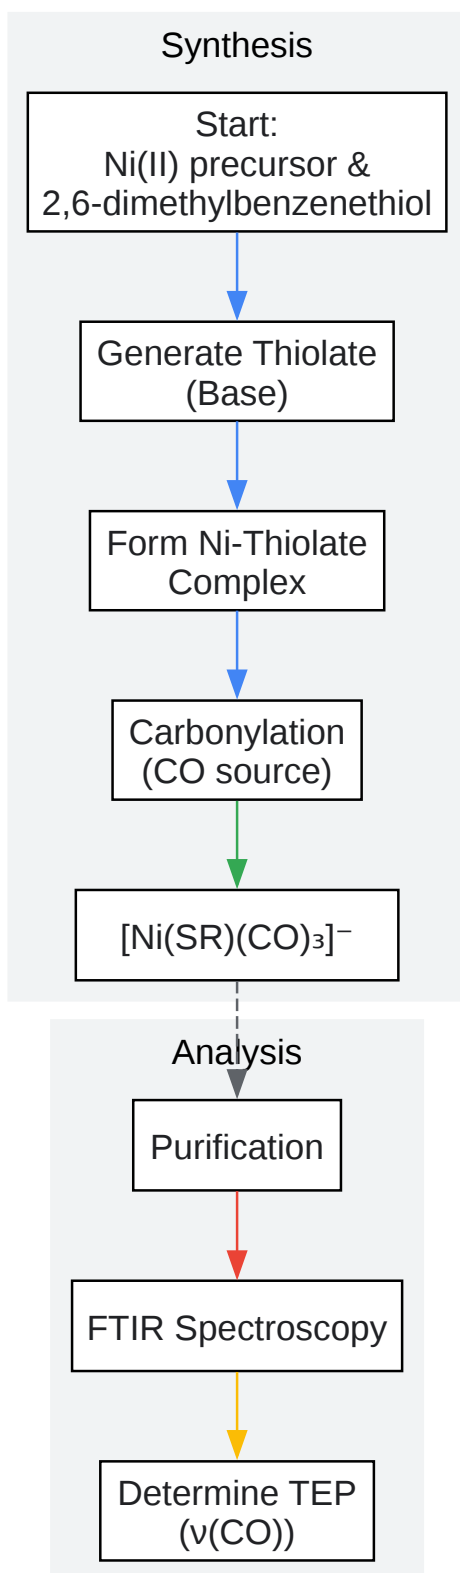 Synthesis
Start:
Ni(II) precursor &
2,6-dimethylbenzenethiol
Generate Thiolate
(Base)
Form Ni-Thiolate
Complex
Carbonylation
(CO source)
[Ni(SR)(CO)₃]⁻
Analysis
Purification
FTIR Spectroscopy
Determine TEP
(ν(CO))